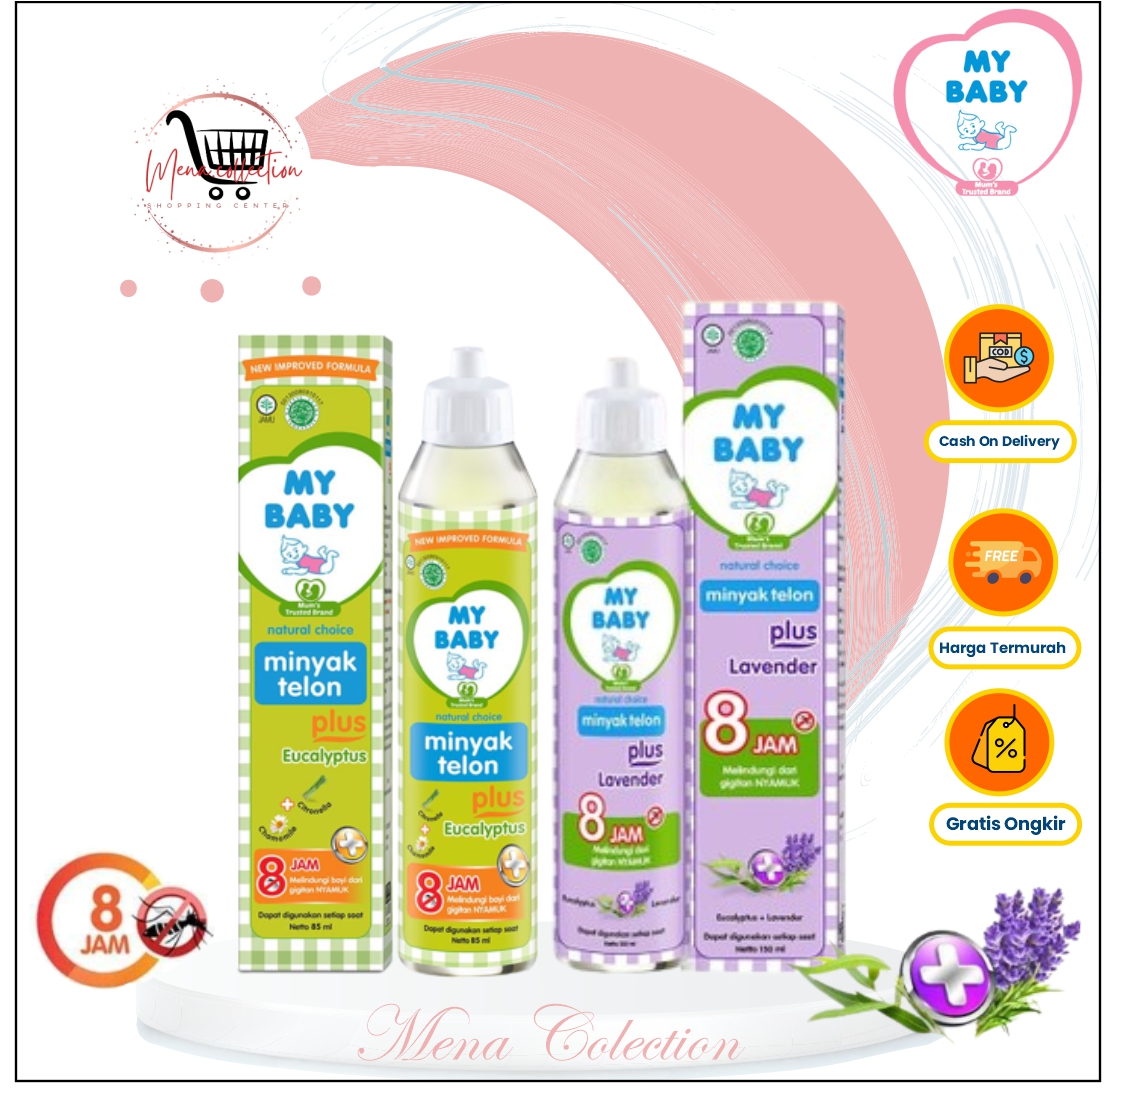 Mena collection
SHOPPING CENTER
MY
BABY
Mum's
Trusted Brand
Cash On Delivery
FREE
Harga Termurah
Gratis Ongkir
COD
$
%
NEW IMPROVED FORMULA
JAMU
MY
BABY
Mum's
Trusted Brand
natural choice
minyak
telon
plus
Eucalyptus
Citronella
Chamomile
8
JAM
Melindungi bayi dari
gigitan NYAMUK
Dapat digunakan setiap saat
Netto 85 ml
NEW IMPROVED FORMULA
MY
BABY
Mum's
Trusted Brand
natural choice
minyak
telon
plus
Eucalyptus
Citronella
Chamomile
8
JAM
Melindungi bayi dari
gigitan NYAMUK
Dapat digunakan setiap saat
Netto 85 ml
MY
BABY
natural choice
minyak telon
plus
Lavender
8
JAM
Melindungi dari
gigitan NYAMUK
Eucalyptus
Lavender
Dapat digunakan setiap saat
JAMU
MY
BABY
Mum's
Trusted Brand
natural choice
minyak telon
plus
Lavender
8
JAM
Melindungi dari
gigitan NYAMUK
Eucalyptus + Lavender
Dapat digunakan setiap saat
Netto 150 ml
8
JAM
Mena Colection